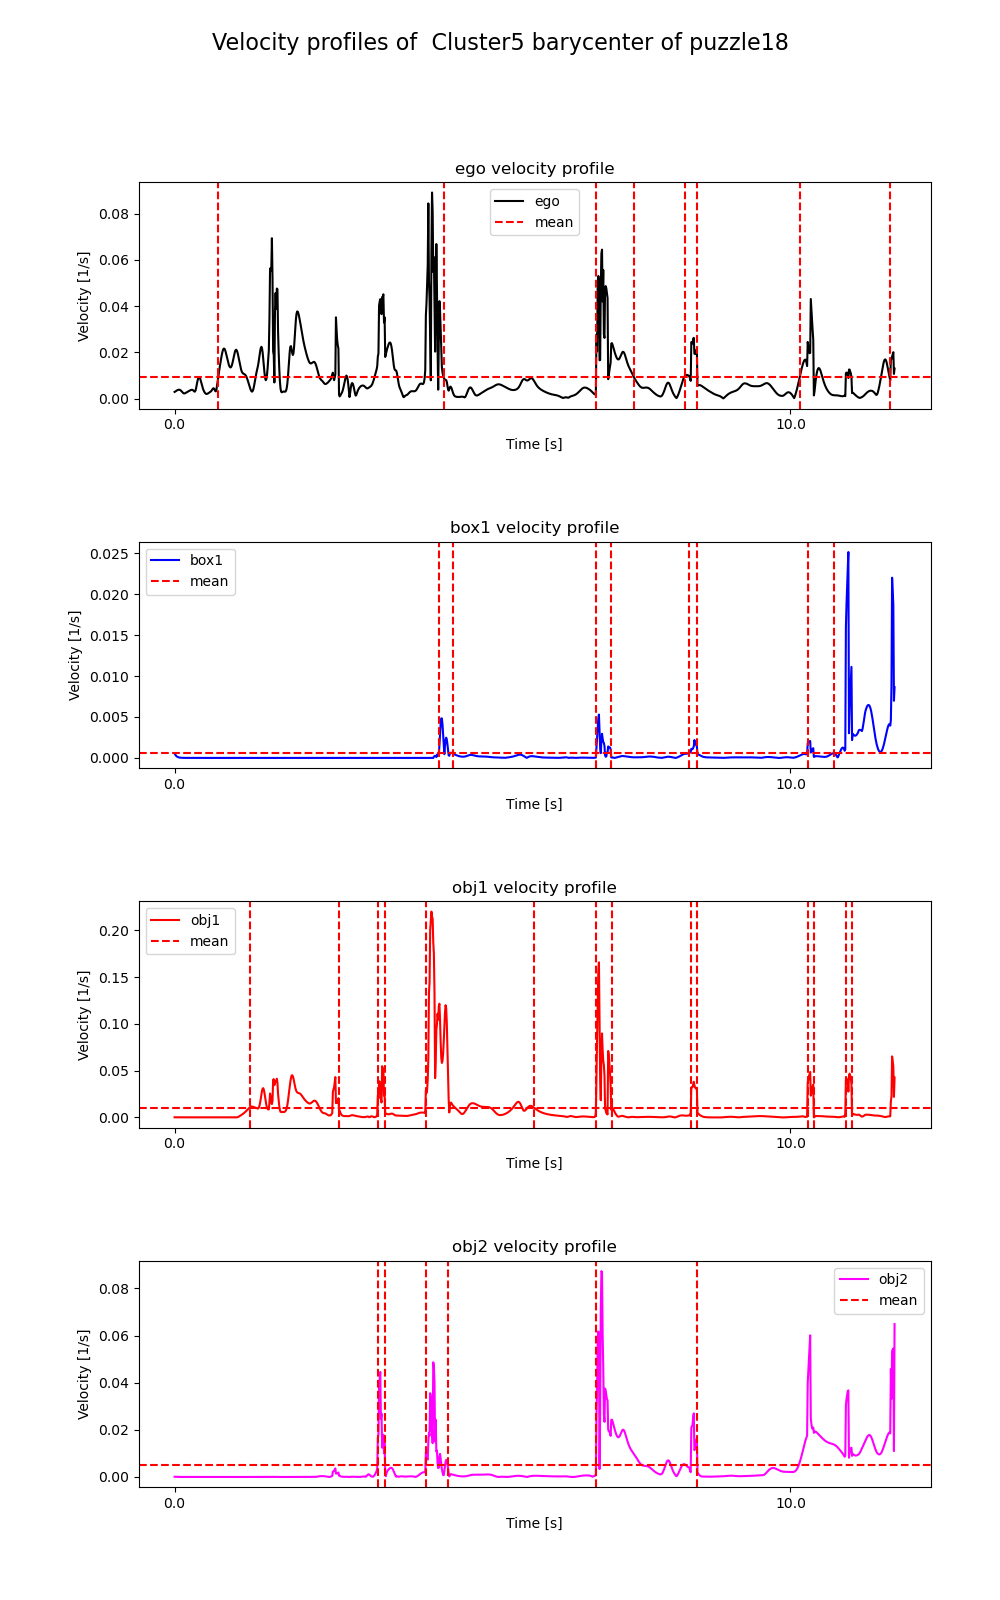 Velocity profiles of  Cluster5 barycenter of puzzle18
ego velocity profile
ego
mean
0.08
0.06
0.04
0.02
0.00
Velocity [1/s]
0.0
10.0
Time [s]
box1 velocity profile
box1
mean
0.025
0.020
0.015
0.010
0.005
0.000
Velocity [1/s]
0.0
10.0
Time [s]
obj1 velocity profile
obj1
mean
0.20
0.15
0.10
0.05
0.00
Velocity [1/s]
0.0
10.0
Time [s]
obj2 velocity profile
obj2
mean
0.08
0.06
0.04
0.02
0.00
Velocity [1/s]
0.0
10.0
Time [s]